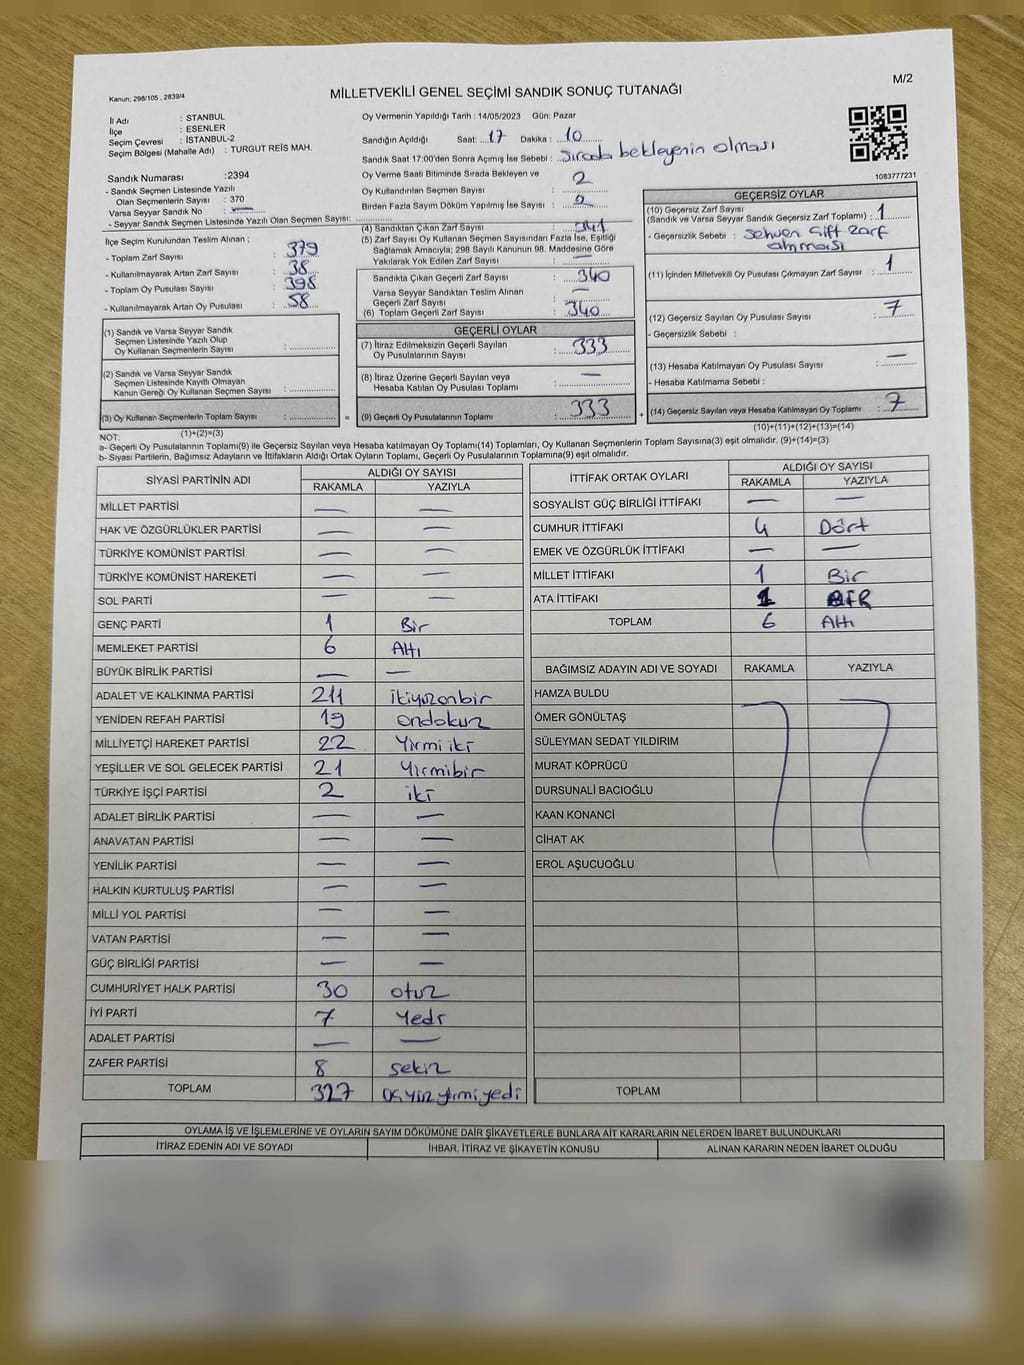 M/2
Kanun; 298/105 , 2839/4
MİLLETVEKİLİ GENEL SEÇİMİ SANDIK SONUÇ TUTANAĞI
İl Adı : STANBUL
İlçe : ESENLER
Seçim Çevresi : İSTANBUL-2
Seçim Bölgesi (Mahalle Adı) : TURGUT REİS MAH.
Sandık Numarası :2394
- Sandık Seçmen Listesinde Yazılı
Olan Seçmenlerin Sayısı : 370
Varsa Seyyar Sandık No : —
- Seyyar Sandık Seçmen Listesinde Yazılı Olan Seçmen Sayısı:
İlçe Seçim Kurulundan Teslim Alınan ;
- Toplam Zarf Sayısı : 379
- Kullanılmayarak Artan Zarf Sayısı : 38
- Toplam Oy Pusulası Sayısı : 398
- Kullanılmayarak Artan Oy Pusulası : 58
(1) Sandık ve Varsa Seyyar Sandık
Seçmen Listesinde Yazılı Olup
Oy Kullanan Seçmenlerin Sayısı :
(2) Sandık ve Varsa Seyyar Sandık
Seçmen Listesinde Kayıtlı Olmayan
Kanun Gereği Oy Kullanan Seçmen Sayısı :
(3) Oy Kullanan Seçmenlerin Toplam Sayısı : =
(1)+(2)=(3)
Oy Vermenin Yapıldığı Tarih : 14/05/2023 Gün: Pazar
Sandığın Açıldığı Saat: 17 Dakika : 10
Sandık Saat 17:00'den Sonra Açımış İse Sebebi : Sırada bekleyenin olması
Oy Verme Saati Bitiminde Sırada Bekleyen ve
Oy Kullandırılan Seçmen Sayısı : 2
Birden Fazla Sayım Döküm Yapılmış İse Sayısı :
(4) Sandıktan Çıkan Zarf Sayısı : 341
(5) Zarf Sayısı Oy Kullanan Seçmen Sayısından Fazla İse, Eşitliği
Sağlamak Amacıyla; 298 Sayılı Kanunun 98. Maddesine Göre
Yakılarak Yok Edilen Zarf Sayısı : —
Sandıkta Çıkan Geçerli Zarf Sayısı : 340
Varsa Seyyar Sandıktan Teslim Alınan
Geçerli Zarf Sayısı : —
(6) Toplam Geçerli Zarf Sayısı : 340
GEÇERLİ OYLAR
(7) İtiraz Edilmeksizin Geçerli Sayılan
Oy Pusulalarının Sayısı : 333
(8) İtiraz Üzerine Geçerli Sayılan veya
Hesaba Katılan Oy Pusulası Toplamı : —
(9) Geçerli Oy Pusulalarının Toplamı : 333 +
1083777231
GEÇERSİZ OYLAR
(10) Geçersiz Zarf Sayısı
(Sandık ve Varsa Seyyar Sandık Geçersiz Zarf Toplamı) : 1
- Geçersizlik Sebebi : Sehven Çift Zarf
alınması
(11) İçinden Milletvekili Oy Pusulası Çıkmayan Zarf Sayısı : 1
(12) Geçersiz Sayılan Oy Pusulası Sayısı : 7
- Geçersizlik Sebebi :
(13) Hesaba Katılmayan Oy Pusulası Sayısı : —
- Hesaba Katılmama Sebebi :
(14) Geçersiz Sayılan veya Hesaba Katılmayan Oy Toplamı : 7
(10)+(11)+(12)+(13)=(14)
NOT:
a- Geçerli Oy Pusulalarının Toplamı(9) ile Geçersiz Sayılan veya Hesaba katılmayan Oy Toplamı(14) Toplamları, Oy Kullanan Seçmenlerin Toplam Sayısına(3) eşit olmalıdır. (9)+(14)=(3)
b- Siyasi Partilerin, Bağımsız Adayların ve İttifakların Aldığı Ortak Oyların Toplamı, Geçerli Oy Pusulalarının Toplamına(9) eşit olmalıdır.
SİYASİ PARTİNİN ADI ALDIĞI OY SAYISI
RAKAMLA YAZIYLA
MİLLET PARTİSİ — —
HAK VE ÖZGÜRLÜKLER PARTİSİ — —
TÜRKİYE KOMÜNİST PARTİSİ — —
TÜRKİYE KOMÜNİST HAREKETİ — —
SOL PARTİ — —
GENÇ PARTİ 1 Bir
MEMLEKET PARTİSİ 6 Altı
BÜYÜK BİRLİK PARTİSİ — —
ADALET VE KALKINMA PARTİSİ 211 ikiyüzonbir
YENİDEN REFAH PARTİSİ 19 ondokuz
MİLLİYETÇİ HAREKET PARTİSİ 22 Yirmi iki
YEŞİLLER VE SOL GELECEK PARTİSİ 21 Yirmibir
TÜRKİYE İŞÇİ PARTİSİ 2 iki
ADALET BİRLİK PARTİSİ — —
ANAVATAN PARTİSİ — —
YENİLİK PARTİSİ — —
HALKIN KURTULUŞ PARTİSİ — —
MİLLİ YOL PARTİSİ — —
VATAN PARTİSİ — —
GÜÇ BİRLİĞİ PARTİSİ — —
CUMHURİYET HALK PARTİSİ 30 otuz
İYİ PARTİ 7 Yedi
ADALET PARTİSİ — —
ZAFER PARTİSİ 8 sekiz
TOPLAM 327 üçyüzyirmiyedi
İTTİFAK ORTAK OYLARI ALDIĞI OY SAYISI
RAKAMLA YAZIYLA
SOSYALİST GÜÇ BİRLİĞİ İTTİFAKI — —
CUMHUR İTTİFAKI 4 Dört
EMEK VE ÖZGÜRLÜK İTTİFAKI — —
MİLLET İTTİFAKI 1 Bir
ATA İTTİFAKI 1 BİR
TOPLAM 6 Altı
BAĞIMSIZ ADAYIN ADI VE SOYADI RAKAMLA YAZIYLA
HAMZA BULDU
ÖMER GÖNÜLTAŞ
SÜLEYMAN SEDAT YILDIRIM
MURAT KÖPRÜCÜ
DURSUNALİ BACIOĞLU
KAAN KONANCİ
CİHAT AK
EROL AŞUCUOĞLU
TOPLAM
OYLAMA İŞ VE İŞLEMLERİNE VE OYLARIN SAYIM DÖKÜMÜNE DAİR ŞİKAYETLERLE BUNLARA AİT KARARLARIN NELERDEN İBARET BULUNDUKLARI
İTİRAZ EDENİN ADI VE SOYADI İHBAR, İTİRAZ VE ŞİKAYETİN KONUSU ALINAN KARARIN NEDEN İBARET OLDUĞU